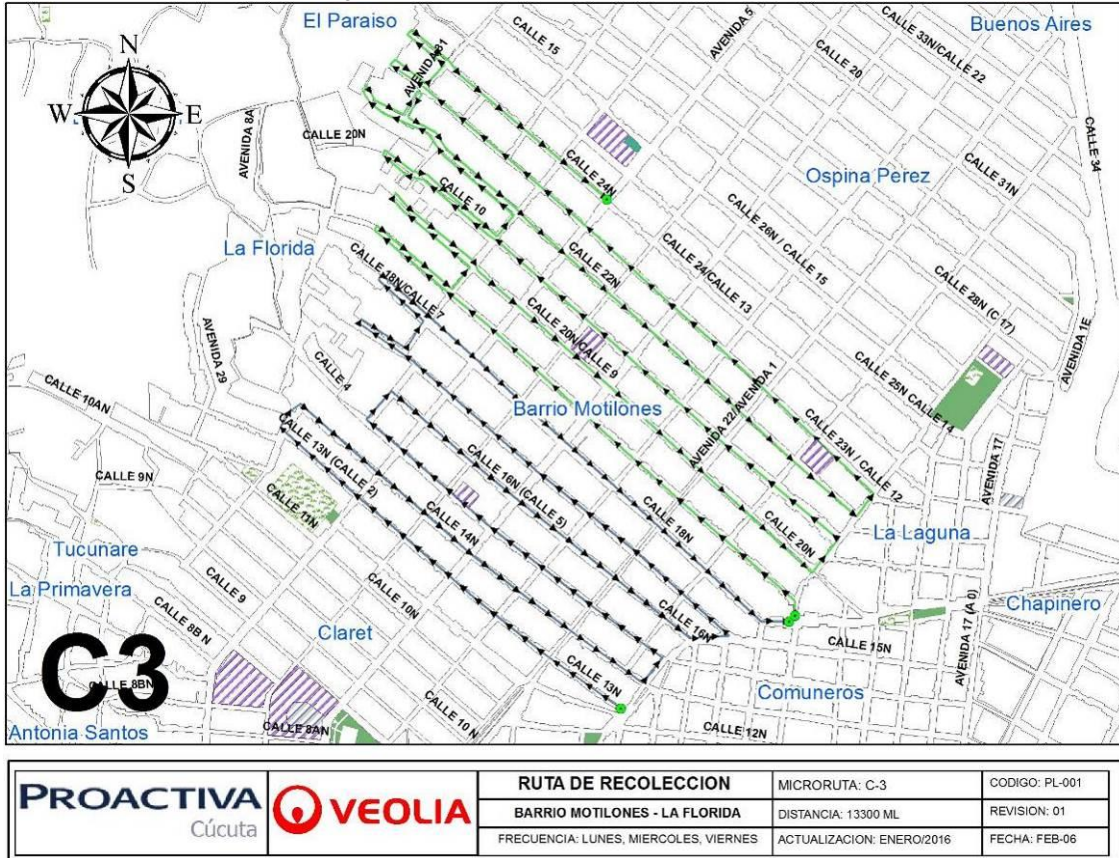 El Paraiso
Buenos Aires
CALLE 15
AVENIDA 5
CALLE 33N/CALLE 22
CALLE 20
AVENIDA 31
N
W
E
S
CALLE 20N
AVENIDA 8A
CALLE 34
CALLE 24N
Ospina Perez
CALLE 31N
CALLE 10
CALLE 26N / CALLE 15
La Florida
CALLE 22N
CALLE 24/CALLE 13
CALLE 18N/CALLE 7
CALLE 28N (C 17)
AVENIDA 1E
AVENIDA 29
CALLE 20N/CALLE 9
CALLE 4
CALLE 10AN
CALLE 25N CALLE 14
Barrio Motilones
AVENIDA 22/AVENIDA 1
CALLE 13N (CALLE 2)
CALLE 16N (CALLE 5)
CALLE 23N / CALLE 12
AVENIDA 17
CALLE 9N
CALLE 11N
CALLE 14N
CALLE 18N
CALLE 20N
La Laguna
Tucunare
La Primavera
CALLE 9
CALLE 10N
Chapinero
CALLE 8B N
Claret
CALLE 16N
CALLE 15N
AVENIDA 17 (A 0)
C3
CALLE 8BN
CALLE 13N
Comuneros
Antonia Santos
CALLE 8AN
CALLE 10 N
CALLE 12N
PROACTIVA
Cúcuta
VEOLIA
RUTA DE RECOLECCION
MICRORUTA: C-3
CODIGO: PL-001
BARRIO MOTILONES - LA FLORIDA
DISTANCIA: 13300 ML
REVISION: 01
FRECUENCIA: LUNES, MIERCOLES, VIERNES
ACTUALIZACION: ENERO/2016
FECHA: FEB-06